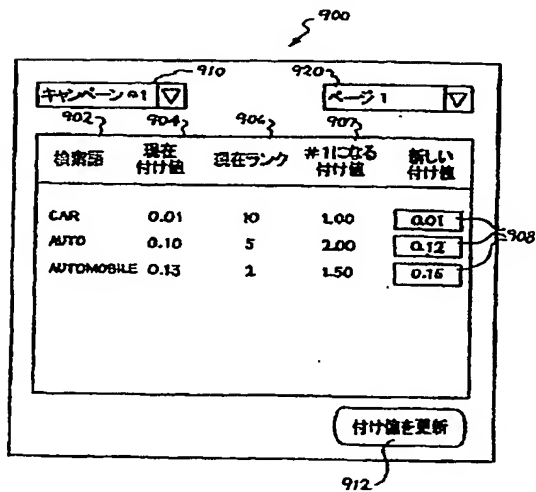 900
910
920
キャンペーン01
ページ1
902
904
906
907
検索語
現在付け値
現在ランク
#1になる付け値
新しい付け値
CAR 0.01 10 1.00 0.01
AUTO 0.10 5 2.00 0.12
AUTOMOBILE 0.13 2 1.50 0.15
908
付け値を更新
912